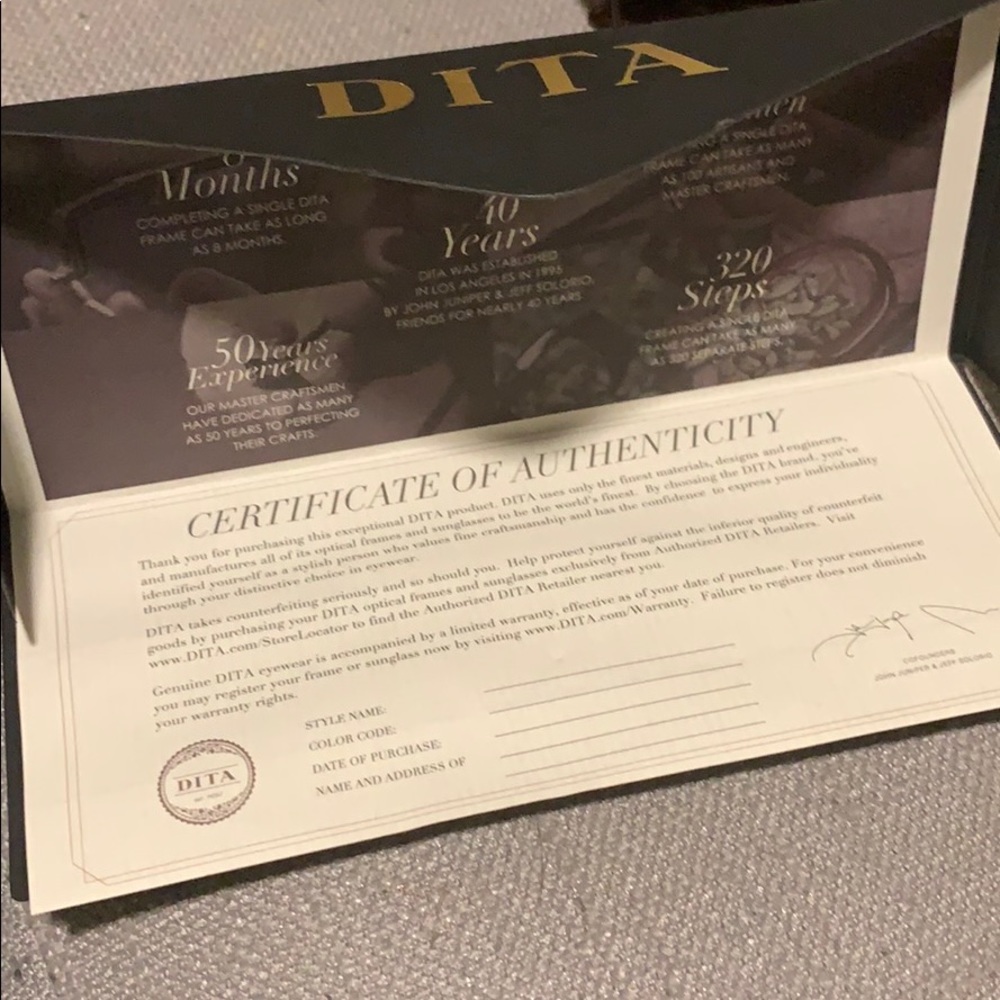 DITA
Months
COMPLETING A SINGLE DITA
FRAME CAN TAKE AS LONG
AS 8 MONTHS.
40
Years
DITA WAS ESTABLISHED
IN LOS ANGELES IN 1995
BY JOHN JUNIPER & JEFF SOLORIO,
FRIENDS FOR NEARLY 40 YEARS.
A SINGLE DITA
FRAME CAN TAKE AS MANY
AS 100 ARTISANS AND
MASTER CRAFTSMEN.
320
Steps
CREATING A SINGLE DITA
FRAME CAN TAKE AS MANY
AS 320 SEPARATE STEPS.
50 Years
Experience
OUR MASTER CRAFTSMEN
HAVE DEDICATED AS MANY
AS 50 YEARS TO PERFECTING
THEIR CRAFTS.
CERTIFICATE OF AUTHENTICITY
Thank you for purchasing this exceptional DITA product. DITA uses only the finest materials, designs and engineers,
and manufactures all of its optical frames and sunglasses to be the world's finest. By choosing the DITA brand, you've
identified yourself as a stylish person who values fine craftsmanship and has the confidence to express your individuality
through your distinctive choice in eyewear.
DITA takes counterfeiting seriously and so should you. Help protect yourself against the inferior quality of counterfeit
goods by purchasing your DITA optical frames and sunglasses exclusively from Authorized DITA Retailers. Visit
www.DITA.com/StoreLocator to find the Authorized DITA Retailer nearest you.
Genuine DITA eyewear is accompanied by a limited warranty, effective as of your date of purchase. For your convenience
you may register your frame or sunglass now by visiting www.DITA.com/Warranty. Failure to register does not diminish
your warranty rights.
STYLE NAME:
COLOR CODE:
DATE OF PURCHASE:
NAME AND ADDRESS OF
DITA
COFOUNDERS
JOHN JUNIPER & JEFF SOLORIO